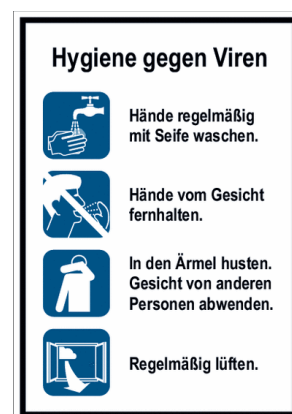 Hygiene gegen Viren
Hände regelmäßig
mit Seife waschen.
Hände vom Gesicht
fernhalten.
In den Ärmel husten.
Gesicht von anderen
Personen abwenden.
Regelmäßig lüften.